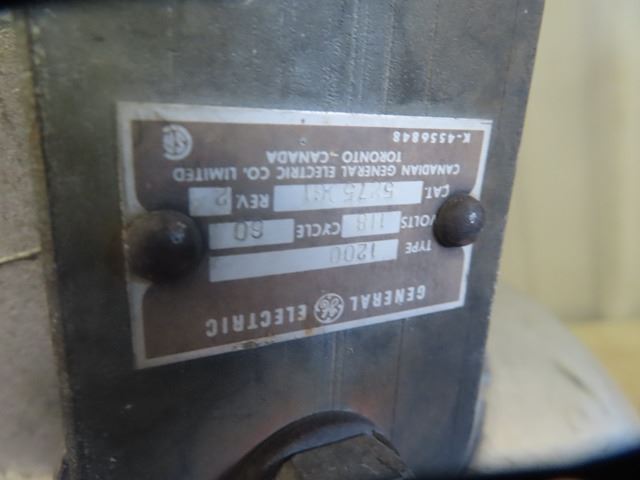 GENERAL GE ELECTRIC
TYPE 1200
VOLTS 118 CYCLE 60
CAT. REV. 2
CANADIAN GENERAL ELECTRIC CO. LIMITED
TORONTO-CANADA
K-4556848